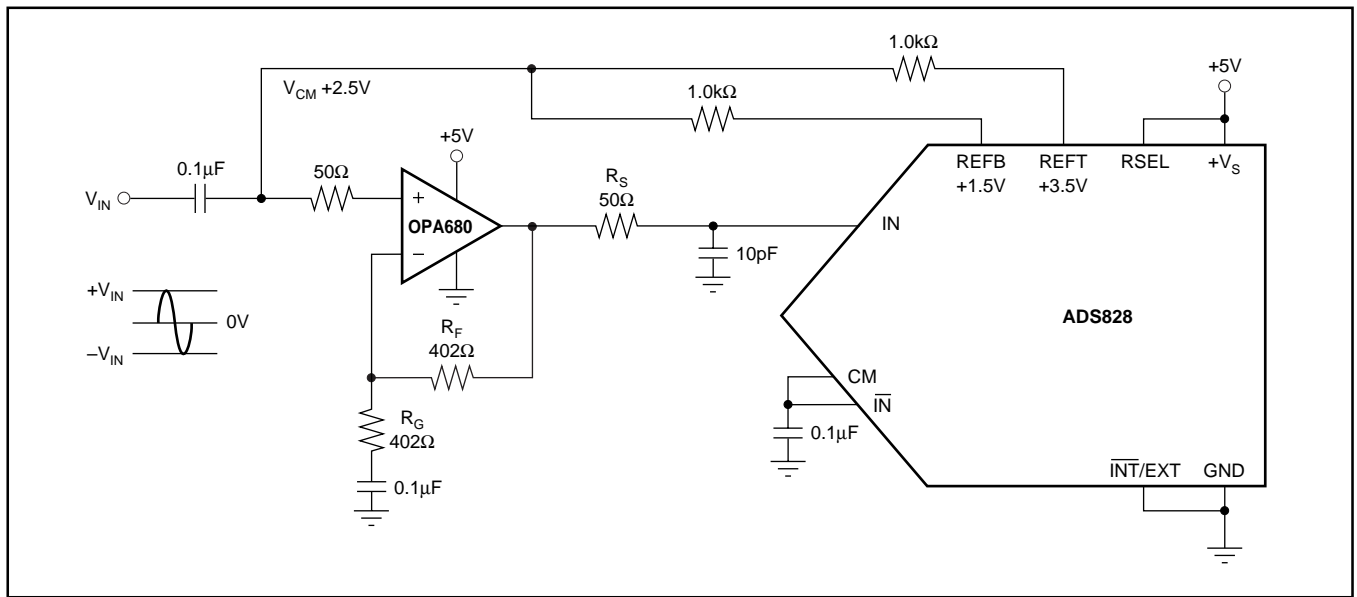 1.0kΩ
+5V
V_CM +2.5V
1.0kΩ
+5V
REFB
+1.5V
REFT
+3.5V
RSEL
+V_S
0.1μF
50Ω
R_S
50Ω
V_IN
+
OPA680
–
IN
10pF
+V_IN
0V
–V_IN
ADS828
R_F
402Ω
CM
I̅N̅
R_G
402Ω
0.1μF
0.1μF
I̅N̅T̅/EXT
GND